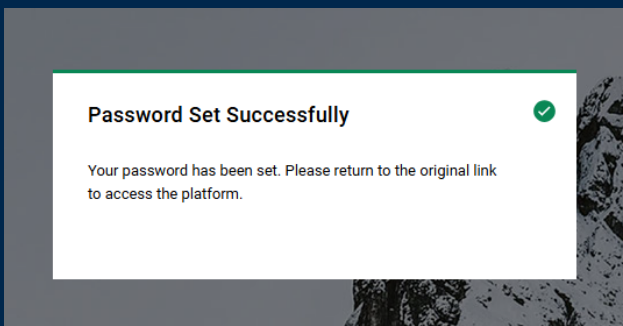 Password Set Successfully
Your password has been set. Please return to the original link
to access the platform.